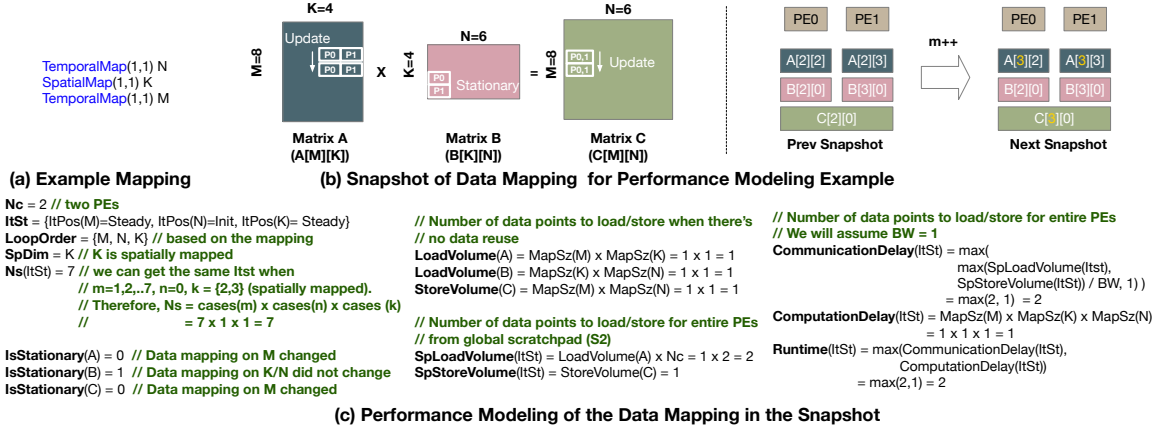 TemporalMap(1,1) N
SpatialMap(1,1) K
TemporalMap(1,1) M
(a) Example Mapping
K=4
M=8
Update
P0 P1
P0 P1
Matrix A
(A[M][K])
X
N=6
K=4
P0
P1
Stationary
Matrix B
(B[K][N])
=
N=6
M=8
P0,1
P0,1
Update
Matrix C
(C[M][N])
PE0 PE1
A[2][2] A[2][3]
B[2][0] B[3][0]
C[2][0]
Prev Snapshot
m++
PE0 PE1
A[3][2] A[3][3]
B[2][0] B[3][0]
C[3][0]
Next Snapshot
(b) Snapshot of Data Mapping for Performance Modeling Example
Nc = 2 // two PEs
ItSt = {ItPos(M)=Steady, ItPos(N)=Init, ItPos(K)= Steady}
LoopOrder = {M, N, K} // based on the mapping
SpDim = K // K is spatially mapped
Ns(ItSt) = 7 // we can get the same Itst when
// m=1,2,..7, n=0, k = {2,3} (spatially mapped).
// Therefore, Ns = cases(m) x cases(n) x cases (k)
// = 7 x 1 x 1 = 7
IsStationary(A) = 0 // Data mapping on M changed
IsStationary(B) = 1 // Data mapping on K/N did not change
IsStationary(C) = 0 // Data mapping on M changed
// Number of data points to load/store when there's
// no data reuse
LoadVolume(A) = MapSz(M) x MapSz(K) = 1 x 1 = 1
LoadVolume(B) = MapSz(K) x MapSz(N) = 1 x 1 = 1
StoreVolume(C) = MapSz(M) x MapSz(N) = 1 x 1 = 1
// Number of data points to load/store for entire PEs
// from global scratchpad (S2)
SpLoadVolume(ItSt) = LoadVolume(A) x Nc = 1 x 2 = 2
SpStoreVolume(ItSt) = StoreVolume(C) = 1
// Number of data points to load/store for entire PEs
// We will assume BW = 1
CommunicationDelay(ItSt) = max(
max(SpLoadVolume(Itst),
SpStoreVolume(ItSt)) / BW, 1) )
= max(2, 1) = 2
ComputationDelay(ItSt) = MapSz(M) x MapSz(K) x MapSz(N)
= 1 x 1 x 1 = 1
Runtime(ItSt) = max(CommunicationDelay(ItSt),
ComputationDelay(ItSt))
= max(2,1) = 2
(c) Performance Modeling of the Data Mapping in the Snapshot